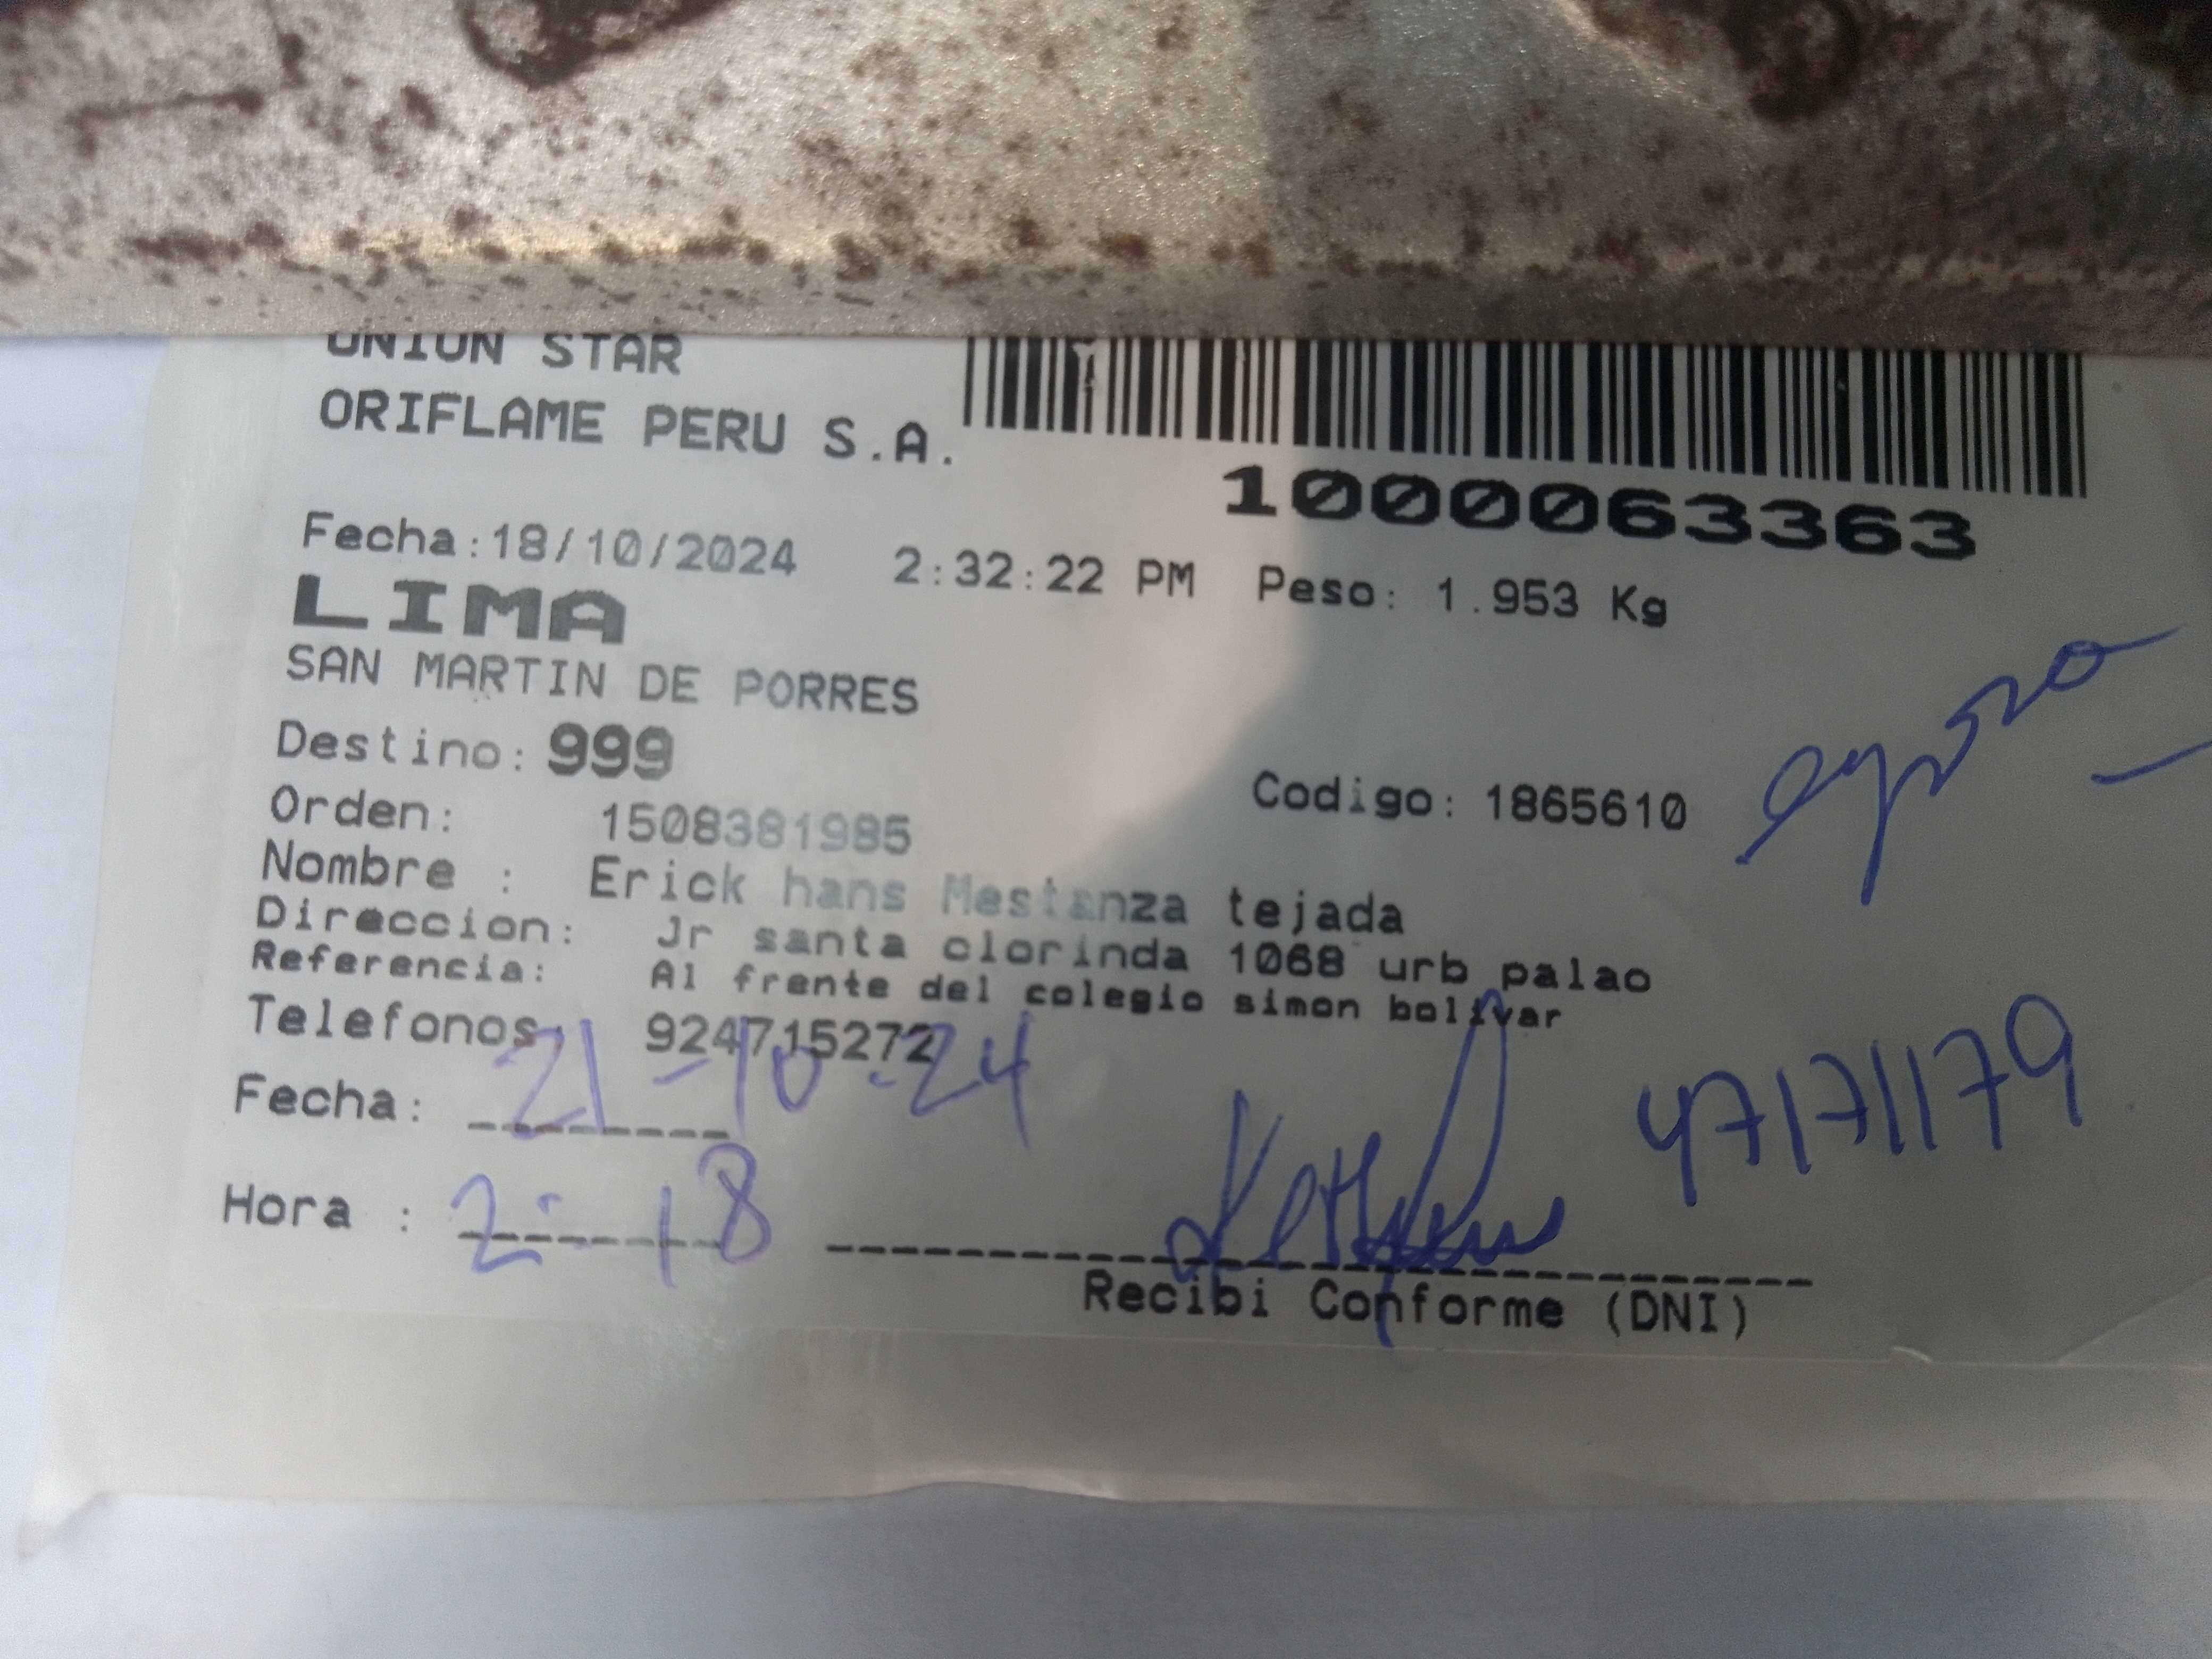 UNION STAR
ORIFLAME PERU S.A.
1000063363
Fecha:18/10/2024 2:32:22 PM Peso: 1.953 Kg
LIMA
SAN MARTIN DE PORRES
Destino: 999
Orden: 1508381985 Codigo: 1865610
Nombre : Erick hans Mestanza tejada
Direccion: Jr santa clorinda 1068 urb palao
Referencia: Al frente del colegio simon bolivar
Telefonos: 924715272
Fecha: 21-10-24
47171179
Hora : 2:18
Recibi Conforme (DNI)